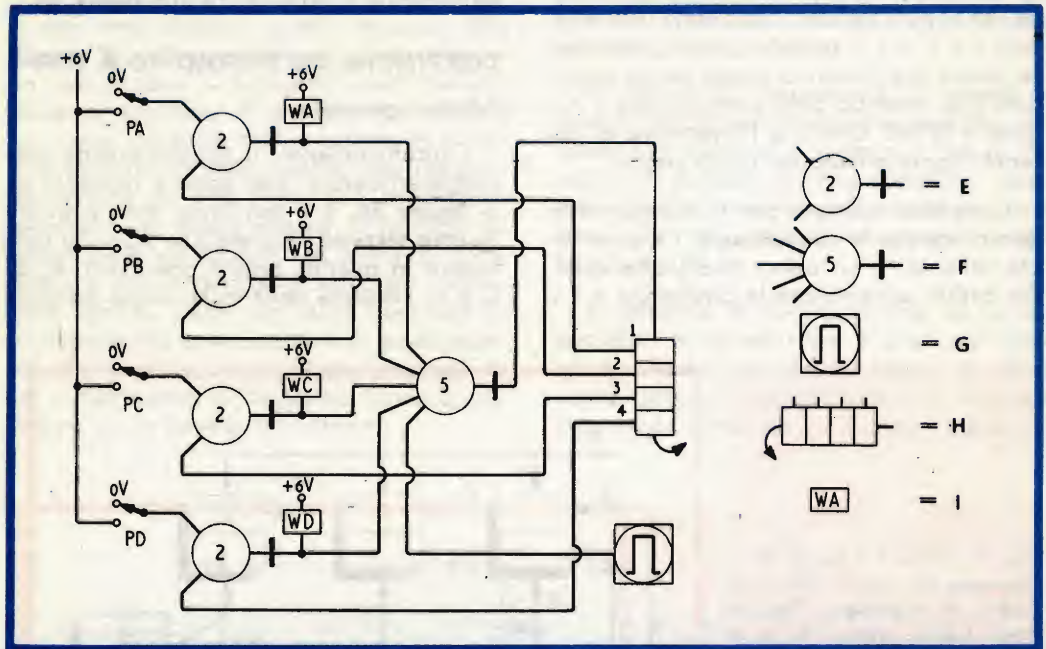 +6V
0V
PA
2
+6V
WA
0V
PB
2
+6V
WB
0V
PC
2
+6V
WC
0V
PD
2
+6V
WD
5
1
2
3
4
2 = E
5 = F
= G
= H
WA = I